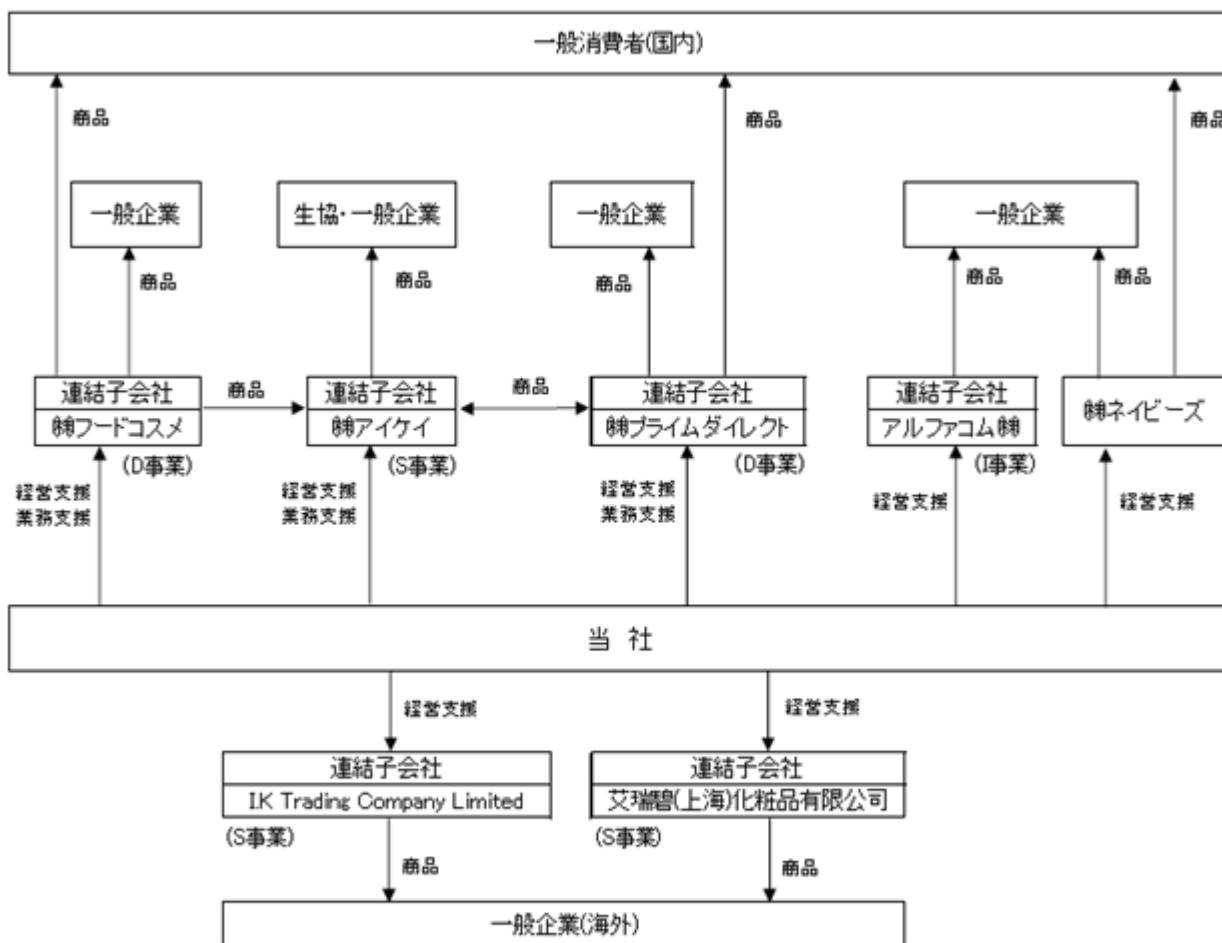 一般消費者(国内)
商品
商品
商品
一般企業
生協・一般企業
一般企業
一般企業
商品
商品
商品
商品
商品
連結子会社
㈱フードコスメ
(D事業)
商品
連結子会社
㈱アイケイ
(S事業)
商品
連結子会社
㈱プライムダイレクト
(D事業)
連結子会社
アルファコム㈱
(I事業)
㈱ネイビーズ
経営支援
業務支援
経営支援
業務支援
経営支援
業務支援
経営支援
経営支援
当 社
経営支援
経営支援
連結子会社
I.K Trading Company Limited
(S事業)
連結子会社
艾瑞碧(上海)化粧品有限公司
(S事業)
商品
商品
一般企業(海外)